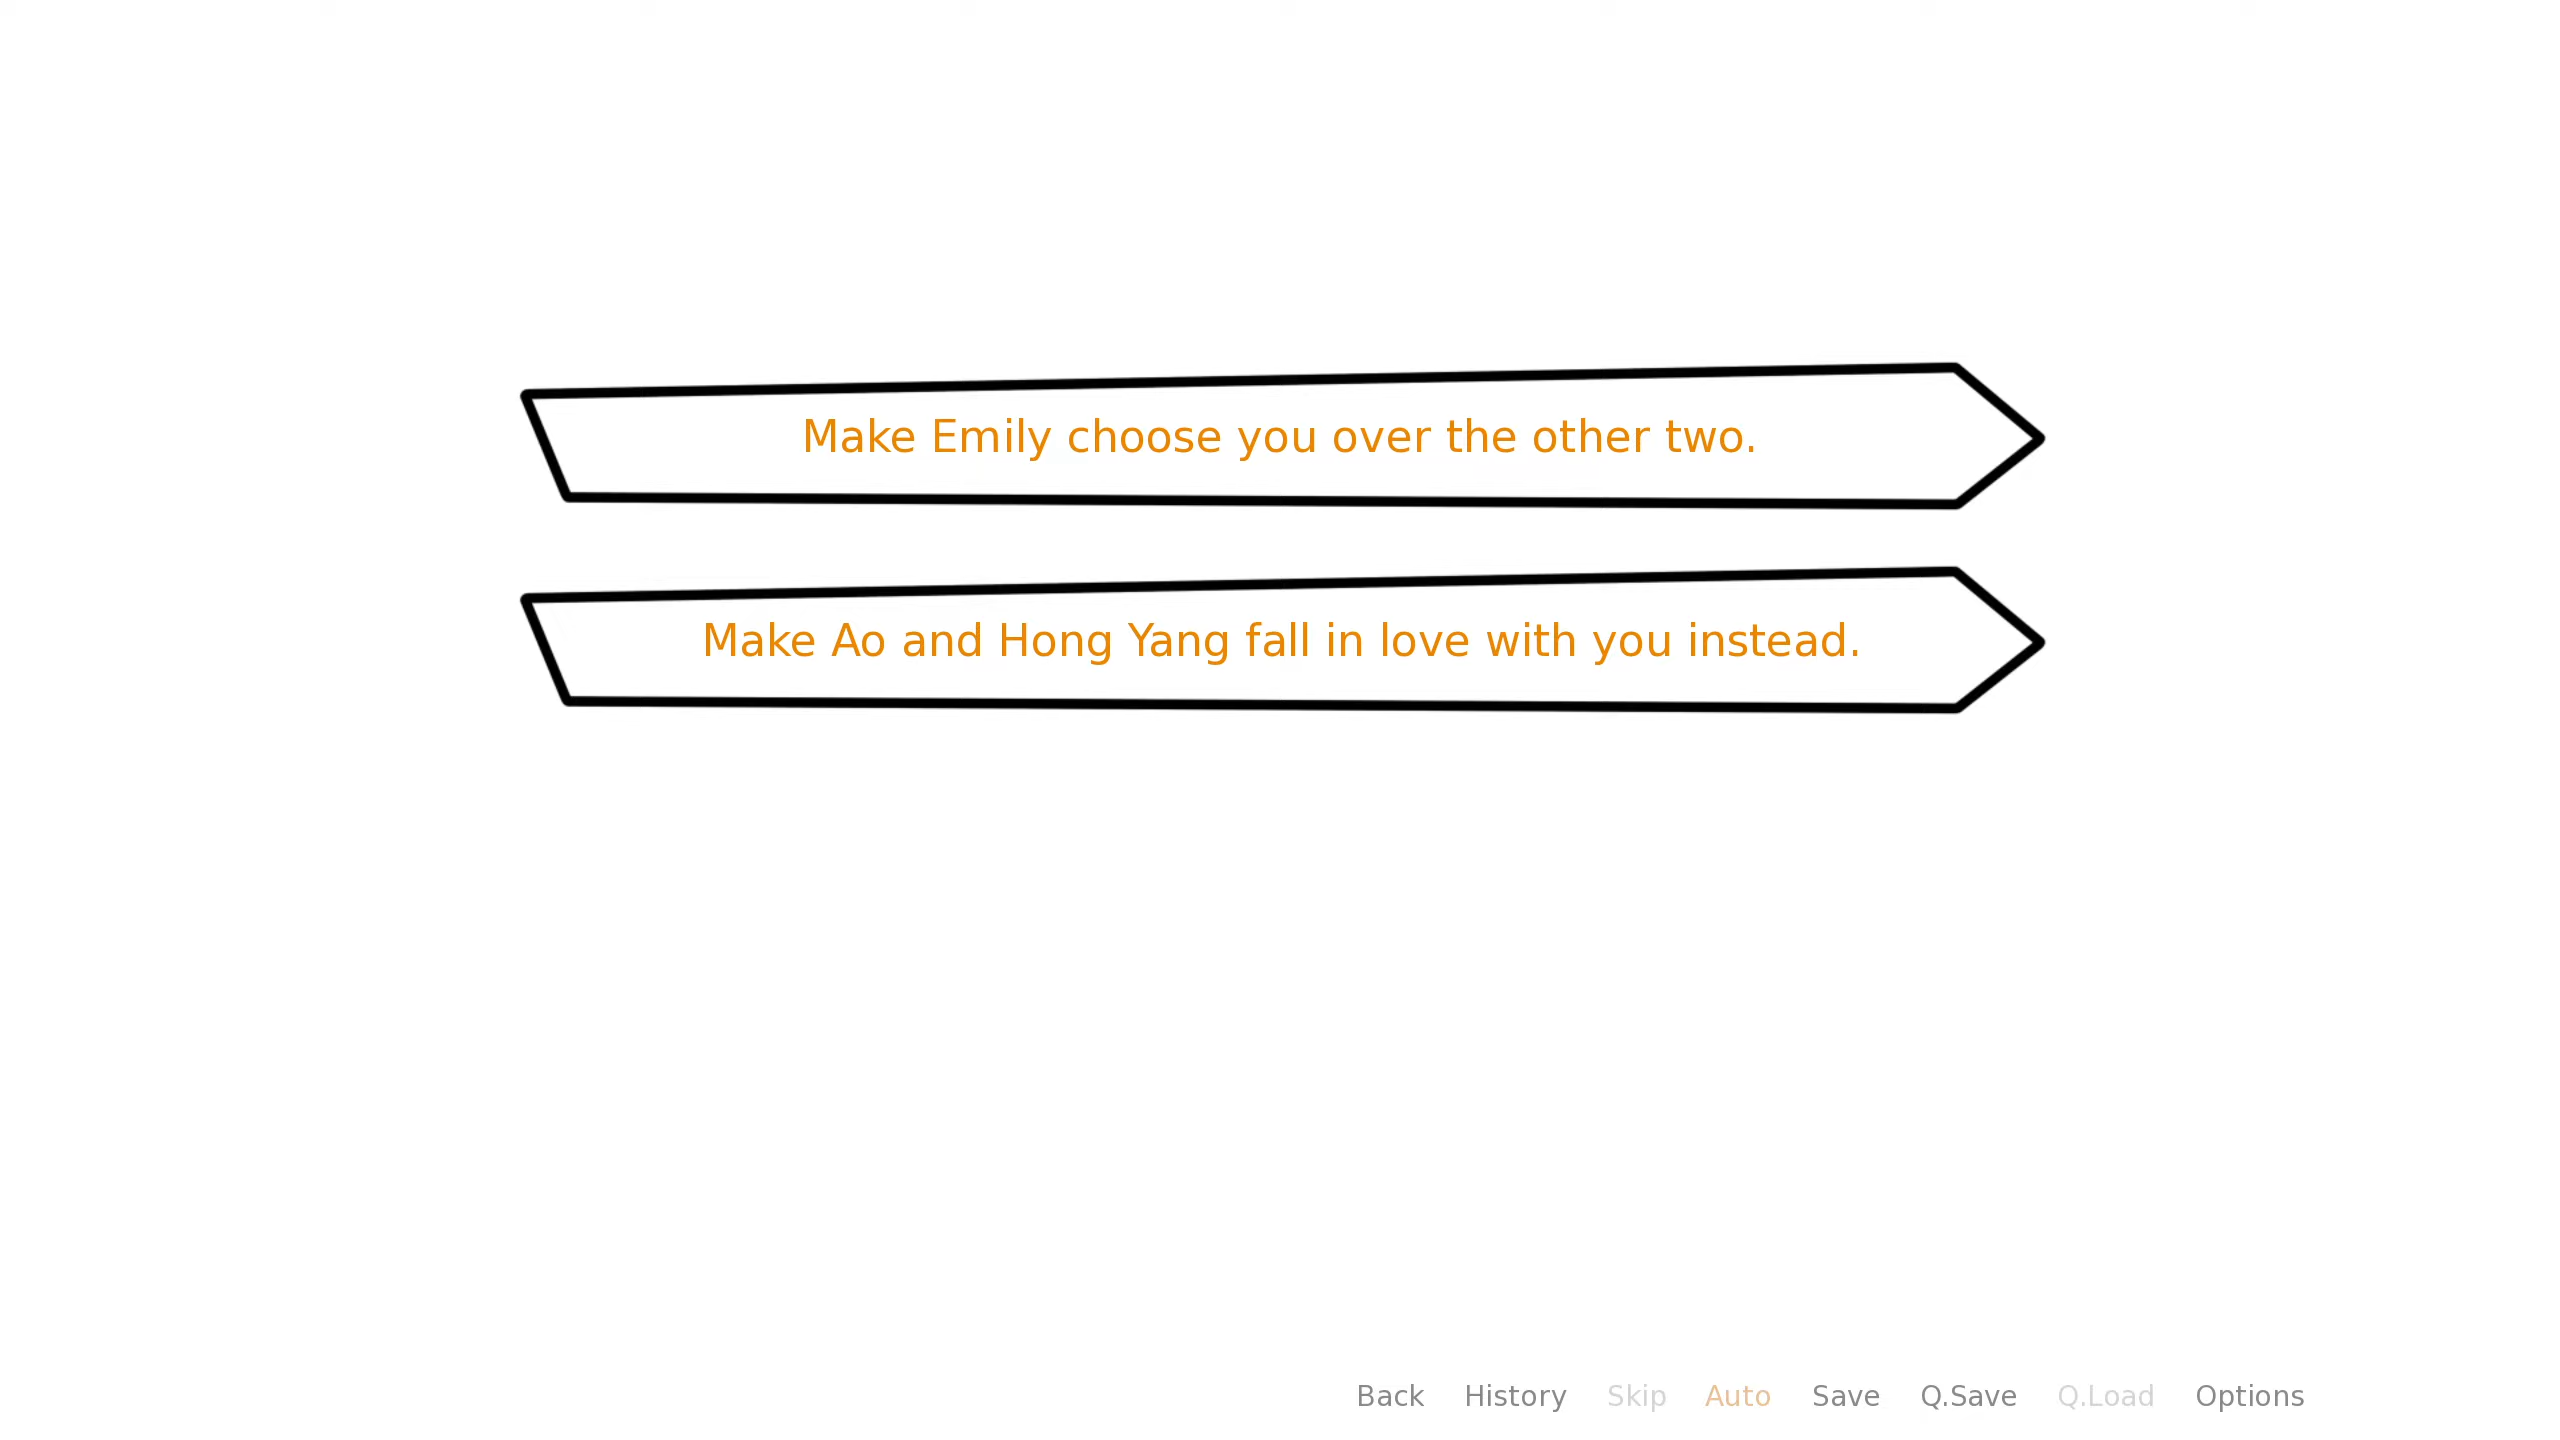 Make Emily choose you over the other two.
Make Ao and Hong Yang fall in love with you instead.
Back History Skip Auto Save Q.Save Q.Load Options